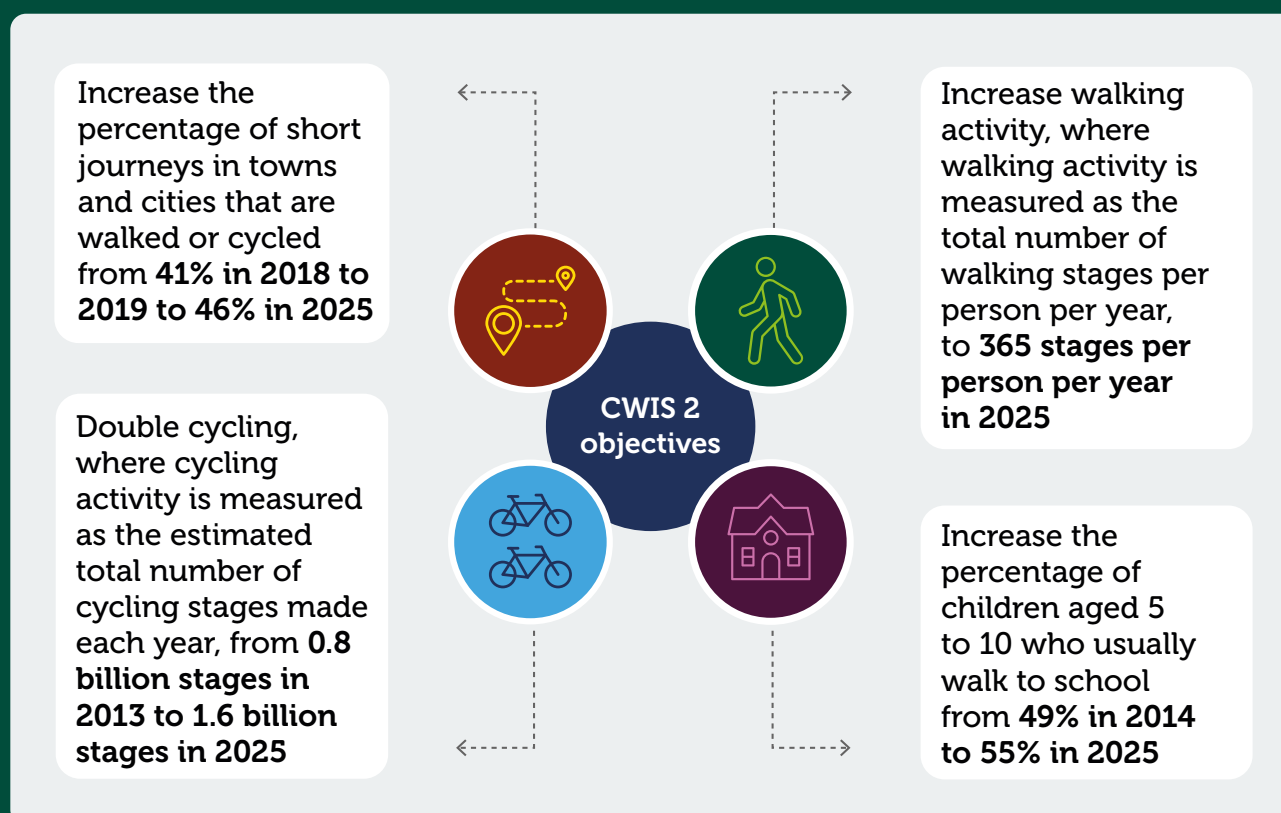 Increase the
percentage of short
journeys in towns
and cities that are
walked or cycled
from 41% in 2018 to
2019 to 46% in 2025
Increase walking
activity, where
walking activity is
measured as the
total number of
walking stages per
person per year,
to 365 stages per
person per year
in 2025
CWIS 2
objectives
Double cycling,
where cycling
activity is measured
as the estimated
total number of
cycling stages made
each year, from 0.8
billion stages in
2013 to 1.6 billion
stages in 2025
Increase the
percentage of
children aged 5
to 10 who usually
walk to school
from 49% in 2014
to 55% in 2025